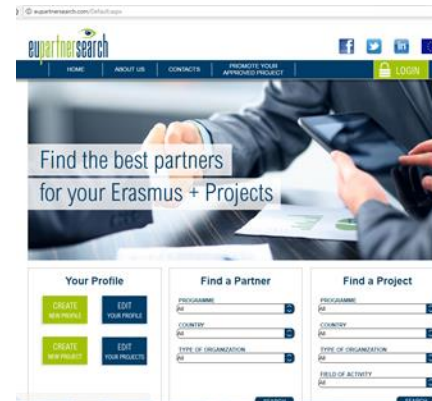 eupartnersearch.com/Default.aspx
eupartnersearch
HOME
ABOUT US
CONTACTS
PROMOTE YOUR
APPROVED PROJECT
LOGIN
Find the best partners
for your Erasmus + Projects
Your Profile
CREATE
NEW PROFILE
EDIT
YOUR PROFILE
CREATE
NEW PROJECT
EDIT
YOUR PROJECTS
Find a Partner
PROGRAMME
All
COUNTRY
All
TYPE OF ORGANIZATION
All
SEARCH
Find a Project
PROGRAMME
All
COUNTRY
All
TYPE OF ORGANIZATION
All
FIELD OF ACTIVITY
All
SEARCH